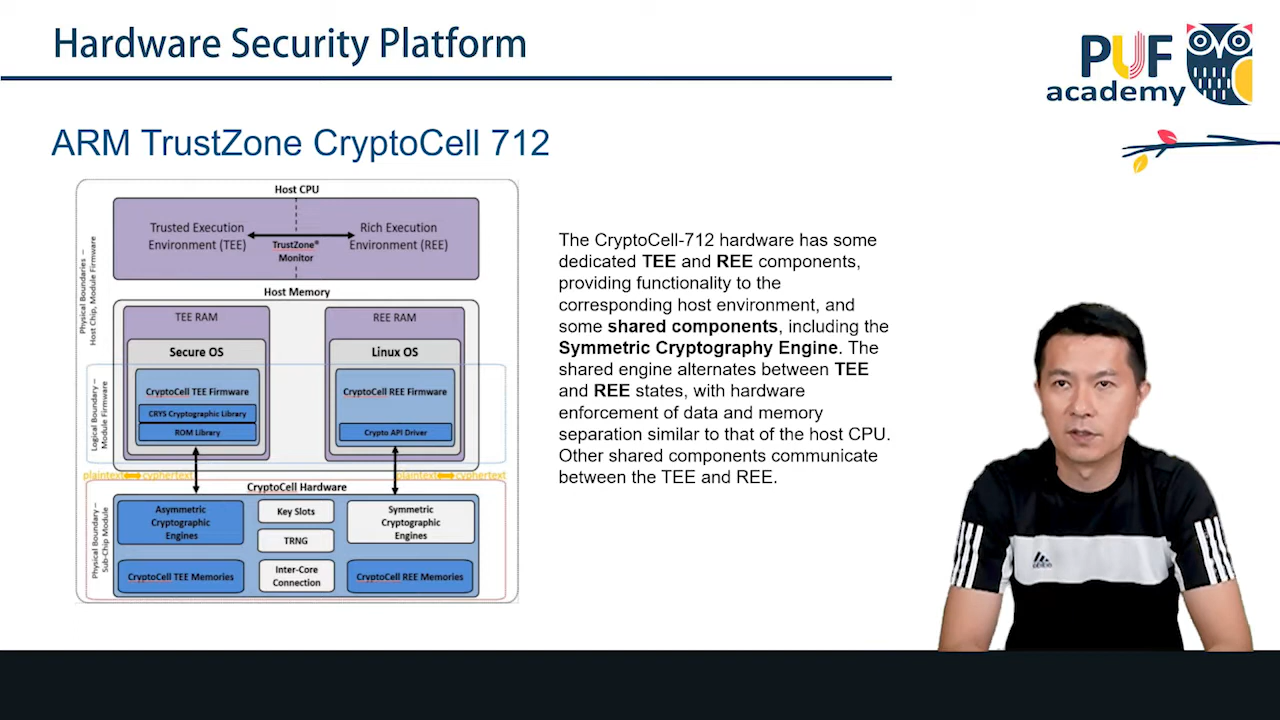 Hardware Security Platform
PUF
academy
ARM TrustZone CryptoCell 712
Host CPU
Trusted Execution
Environment (TEE)
TrustZone®
Monitor
Rich Execution
Environment (REE)
Physical Boundaries –
Host Chip, Module Firmware
Host Memory
TEE RAM
Secure OS
CryptoCell TEE Firmware
CRYS Cryptographic Library
ROM Library
REE RAM
Linux OS
CryptoCell REE Firmware
Crypto API Driver
Logical Boundary –
Module Firmware
plaintext cyphertext
plaintext cyphertext
CryptoCell Hardware
Physical Boundary –
Sub-Chip Module
Asymmetric
Cryptographic
Engines
Key Slots
TRNG
Inter-Core
Connection
Symmetric
Cryptographic
Engines
CryptoCell TEE Memories
CryptoCell REE Memories
The CryptoCell-712 hardware has some
dedicated TEE and REE components,
providing functionality to the
corresponding host environment, and
some shared components, including the
Symmetric Cryptography Engine. The
shared engine alternates between TEE
and REE states, with hardware
enforcement of data and memory
separation similar to that of the host CPU.
Other shared components communicate
between the TEE and REE.
adidas